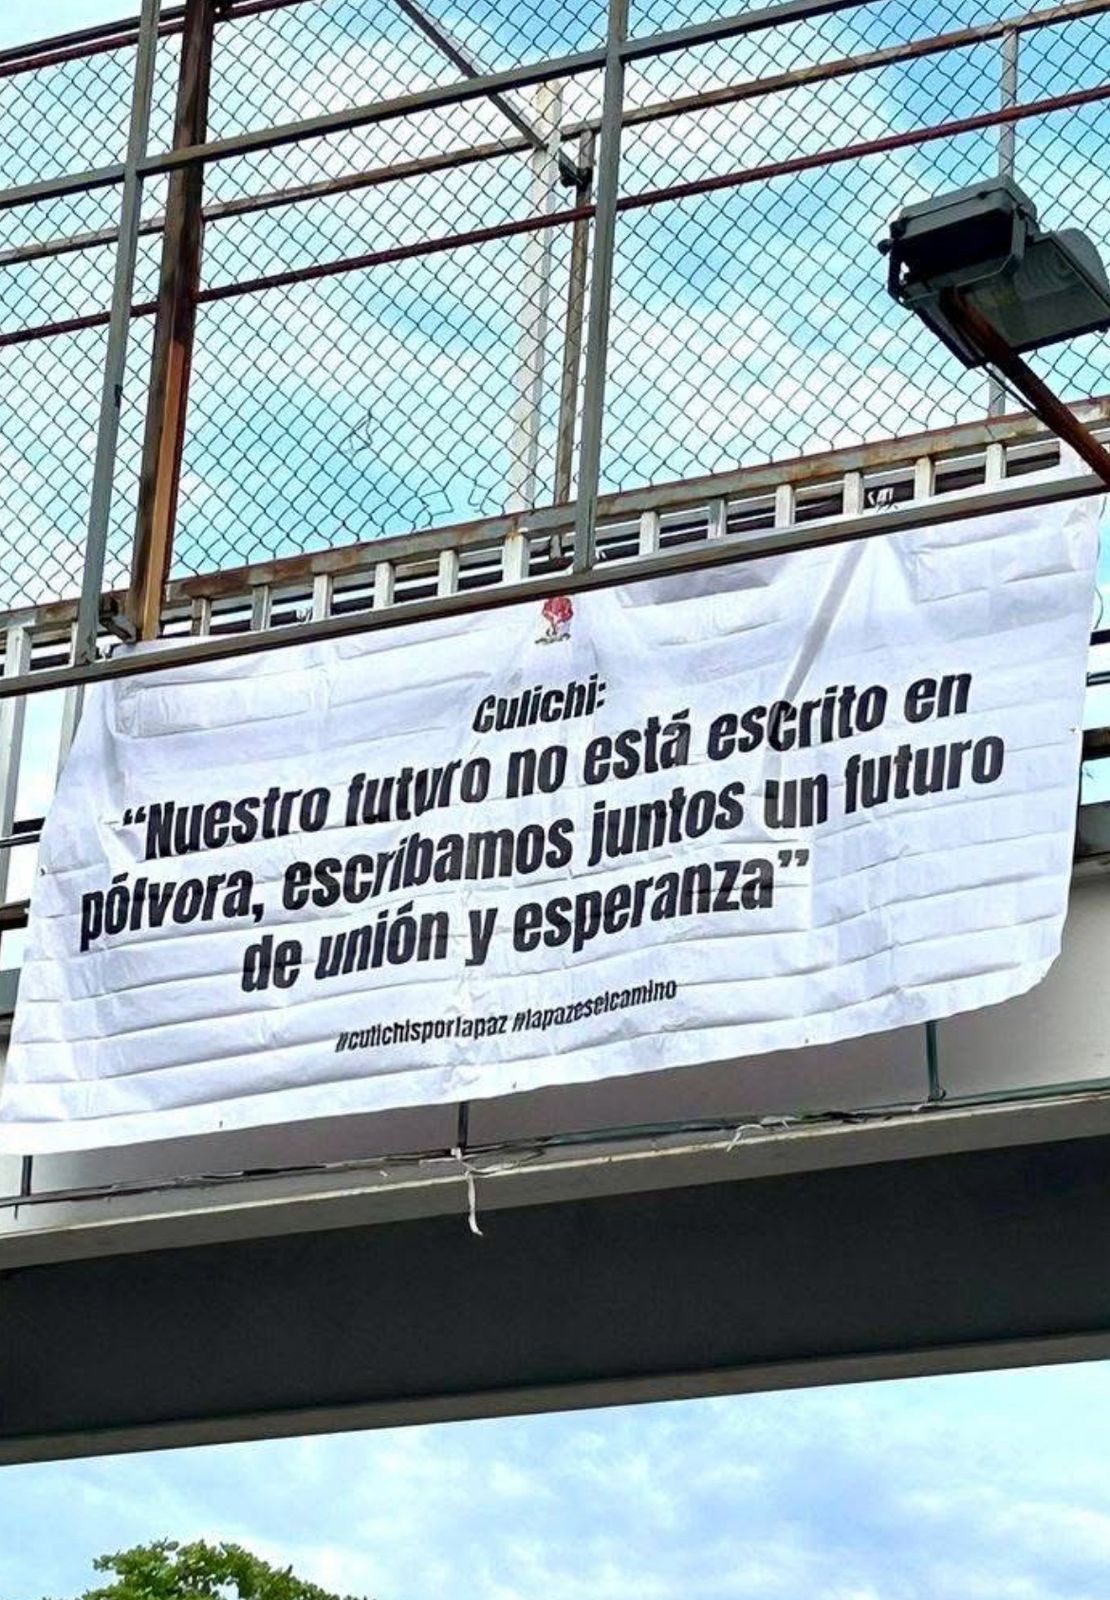 Culichi:
“Nuestro futuro no está escrito en
pólvora, escribamos juntos un futuro
de unión y esperanza”
#culichisporlapaz #lapazeselcamino